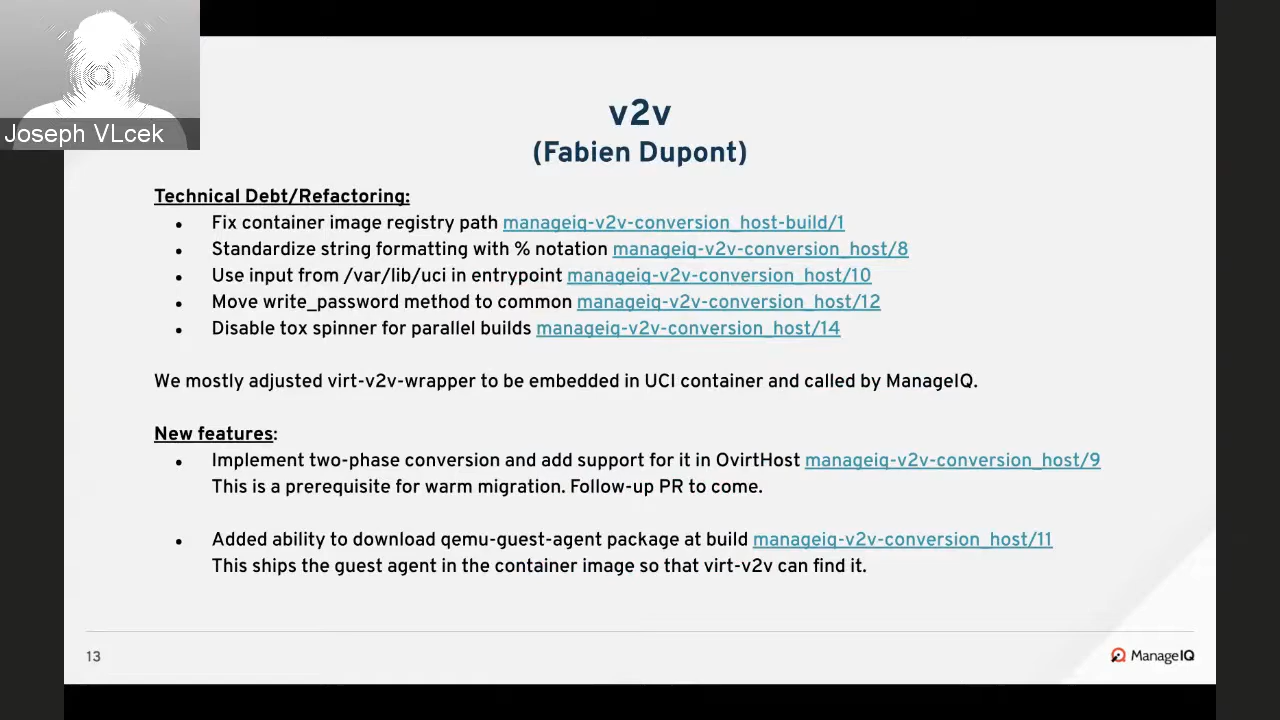 Joseph VLcek
v2v
(Fabien Dupont)
Technical Debt/Refactoring:
• Fix container image registry path manageiq-v2v-conversion_host-build/1
• Standardize string formatting with % notation manageiq-v2v-conversion_host/8
• Use input from /var/lib/uci in entrypoint manageiq-v2v-conversion_host/10
• Move write_password method to common manageiq-v2v-conversion_host/12
• Disable tox spinner for parallel builds manageiq-v2v-conversion_host/14
We mostly adjusted virt-v2v-wrapper to be embedded in UCI container and called by ManageIQ.
New features:
• Implement two-phase conversion and add support for it in OvirtHost manageiq-v2v-conversion_host/9
This is a prerequisite for warm migration. Follow-up PR to come.
• Added ability to download qemu-guest-agent package at build manageiq-v2v-conversion_host/11
This ships the guest agent in the container image so that virt-v2v can find it.
13
ManageIQ